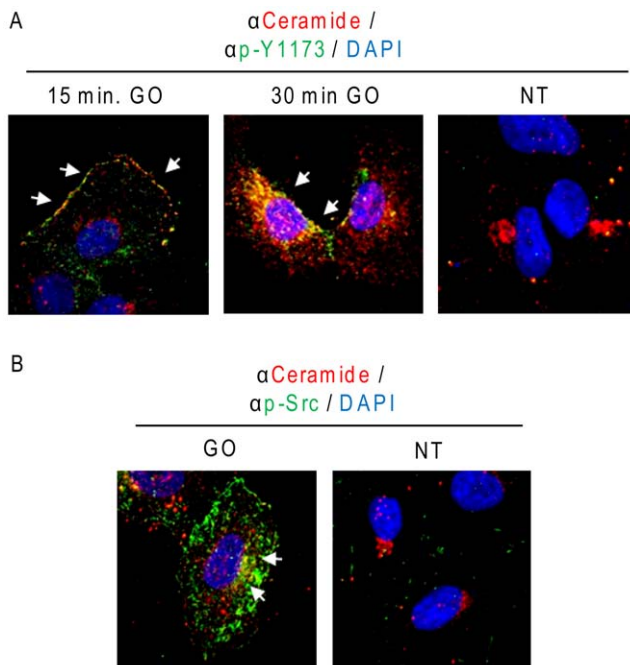 A
αCeramide /
αp-Y1173 / DAPI
15 min. GO 30 min GO NT
B
αCeramide /
αp-Src / DAPI
GO NT